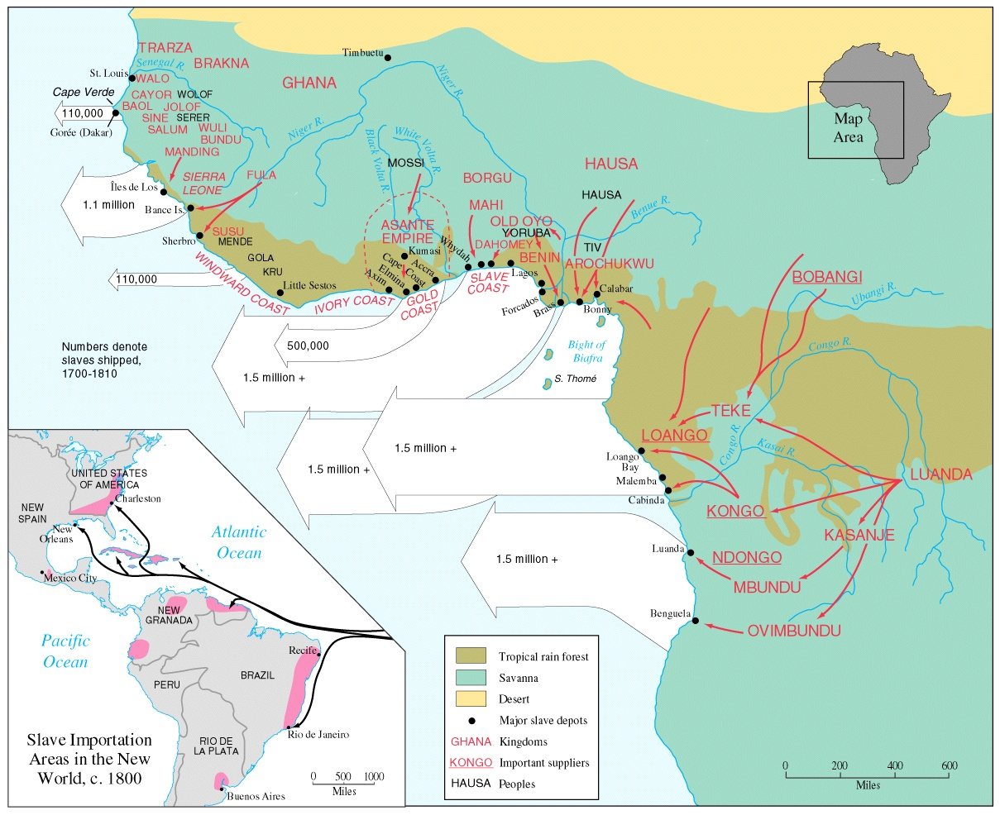 TRARZA
Senegal R.
BRAKNA
St. Louis
WALO
Cape Verde
CAYOR
WOLOF
BAOL
JOLOF
110,000
SINE
SERER
Gorée (Dakar)
SALUM
WULI
BUNDU
MANDING
GHANA
Timbuetu
Niger R.
Niger R.
White Volta R.
Black Volta R.
MOSSI
SIERRA
LEONE
FULA
Îles de Los
1.1 million
Bance Is.
Sherbro
SUSU
MENDE
GOLA
KRU
110,000
Little Sestos
WINDWARD COAST
IVORY COAST
GOLD
COAST
SLAVE
COAST
ASANTE
EMPIRE
Kumasi
Cape Coast
Accra
Elmina
Axim
Whydah
BORGU
MAHI
OLD OYO
YORUBA
DAHOMEY
BENIN
HAUSA
HAUSA
Benue R.
TIV
AROCHUKWU
Lagos
Forcados
Brass
Bonny
Calabar
Bight of
Biafra
S. Thomé
Map
Area
BOBANGI
Ubangi R.
Congo R.
Numbers denote
slaves shipped,
1700-1810
500,000
1.5 million +
1.5 million +
1.5 million +
1.5 million +
TEKE
LOANGO
Congo R.
Kasai R.
Loango
Bay
Malemba
Cabinda
LUANDA
KONGO
KASANJE
Luanda
NDONGO
MBUNDU
Benguela
OVIMBUNDU
UNITED STATES
OF AMERICA
Charleston
NEW
SPAIN
New
Orleans
Atlantic
Ocean
Mexico City
NEW
GRANADA
Pacific
Ocean
Recife
PERU
BRAZIL
Rio de Janeiro
RIO DE
LA PLATA
Buenos Aires
Slave Importation
Areas in the New
World, c. 1800
0 500 1000
Miles
Tropical rain forest
Savanna
Desert
Major slave depots
GHANA Kingdoms
KONGO Important suppliers
HAUSA Peoples
0 200 400 600
Miles